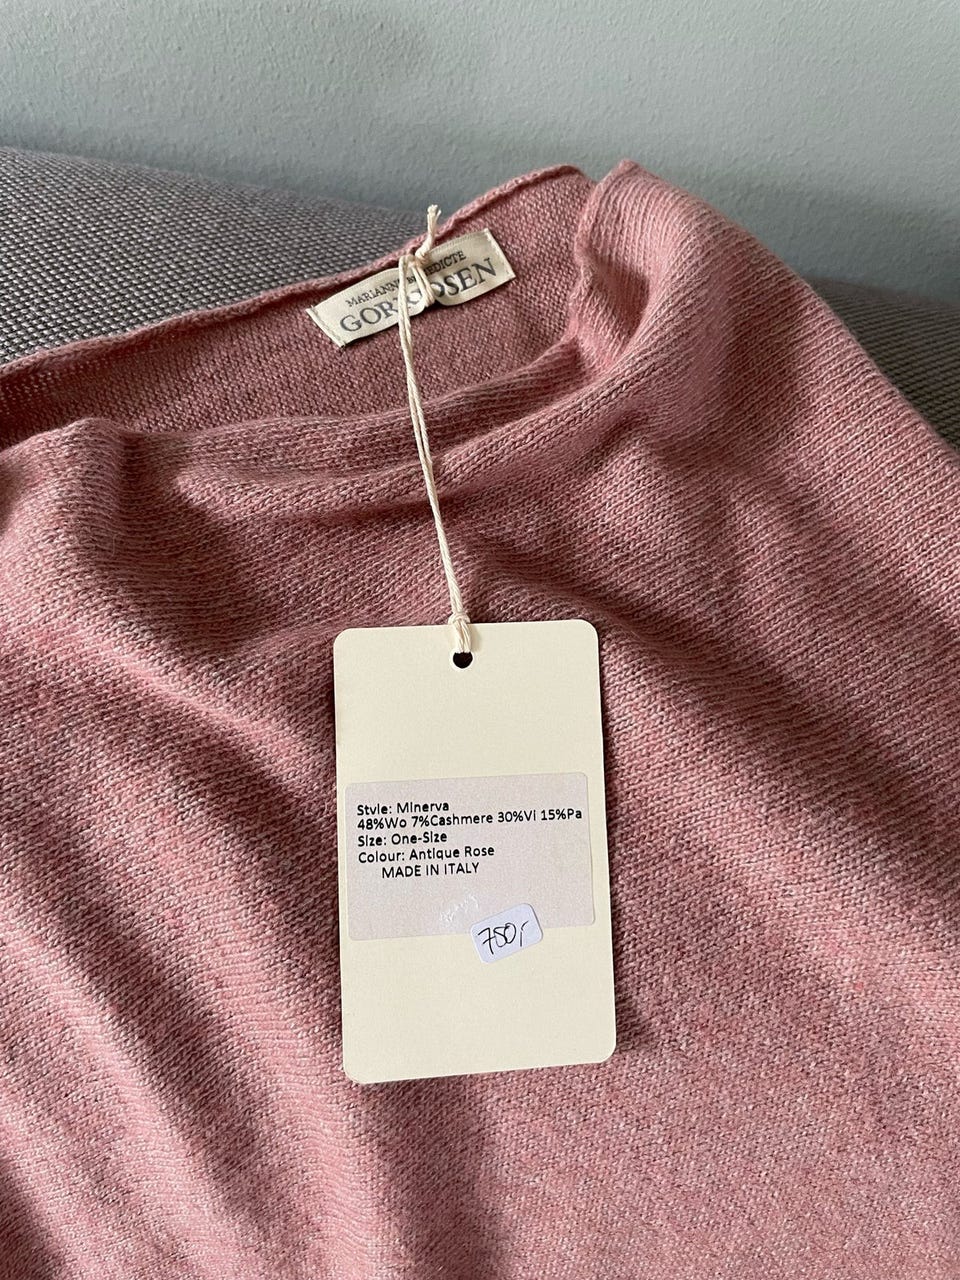 MARIANNE
GOR
SEN
Style: Minerva
48%Wo 7%Cashmere 30%Vi 15%Pa
Size: One-Size
Colour: Antique Rose
MADE IN ITALY
750,-